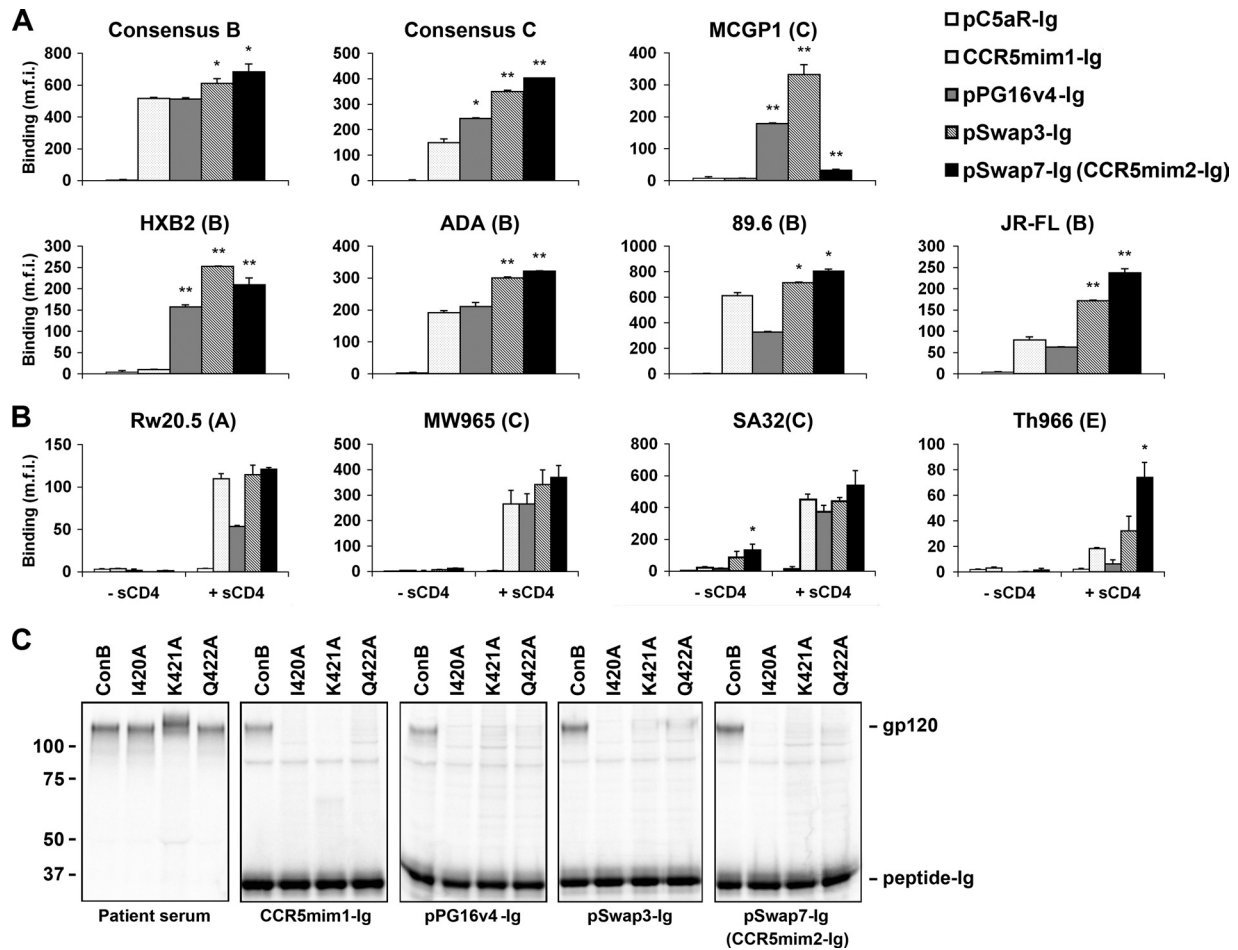 A
Consensus B
Consensus C
MCGP1 (C)
pC5aR-Ig
CCR5mim1-Ig
pPG16v4-Ig
pSwap3-Ig
pSwap7-Ig (CCR5mim2-Ig)
Binding (m.f.i.)
800
600
400
200
0
* *
500
400
300
200
100
0
* ** **
400
300
200
100
0
** ** **
HXB2 (B)
ADA (B)
89.6 (B)
JR-FL (B)
Binding (m.f.i.)
300
250
200
150
100
50
0
** ** **
400
300
200
100
0
** **
1000
800
600
400
200
0
* *
300
250
200
150
100
50
0
** **
B
Rw20.5 (A)
MW965 (C)
SA32(C)
Th966 (E)
Binding (m.f.i.)
150
100
50
0
- sCD4 + sCD4
500
400
300
200
100
0
- sCD4 + sCD4
800
600
400
200
0
*
- sCD4 + sCD4
100
80
60
40
20
0
*
- sCD4 + sCD4
C
ConB I420A K421A Q422A
ConB I420A K421A Q422A
ConB I420A K421A Q422A
ConB I420A K421A Q422A
ConB I420A K421A Q422A
100 -
75 -
50 -
37 -
- gp120
- peptide-Ig
Patient serum
CCR5mim1-Ig
pPG16v4-Ig
pSwap3-Ig
pSwap7-Ig
(CCR5mim2-Ig)